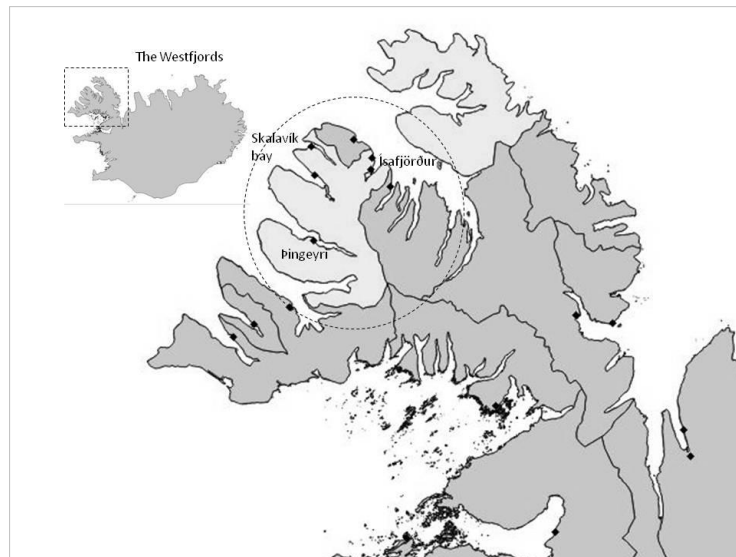 The Westfjords
Skalavík
bay
Ísafjörður
Þingeyri